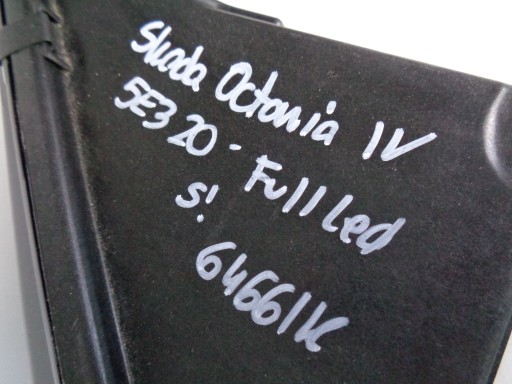 Skoda Octavia IV
5E3 20 - Full Led
S!
64661K